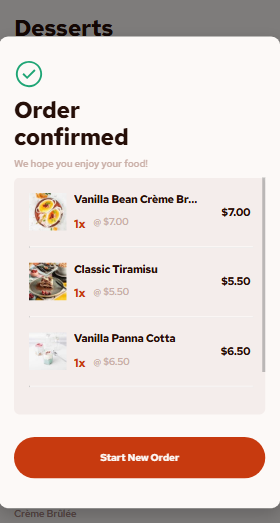 Desserts
Order
confirmed
We hope you enjoy your food!
Vanilla Bean Crème Br...
1x @ $7.00
$7.00
Classic Tiramisu
1x @ $5.50
$5.50
Vanilla Panna Cotta
1x @ $6.50
$6.50
Start New Order
Crème Brûlée